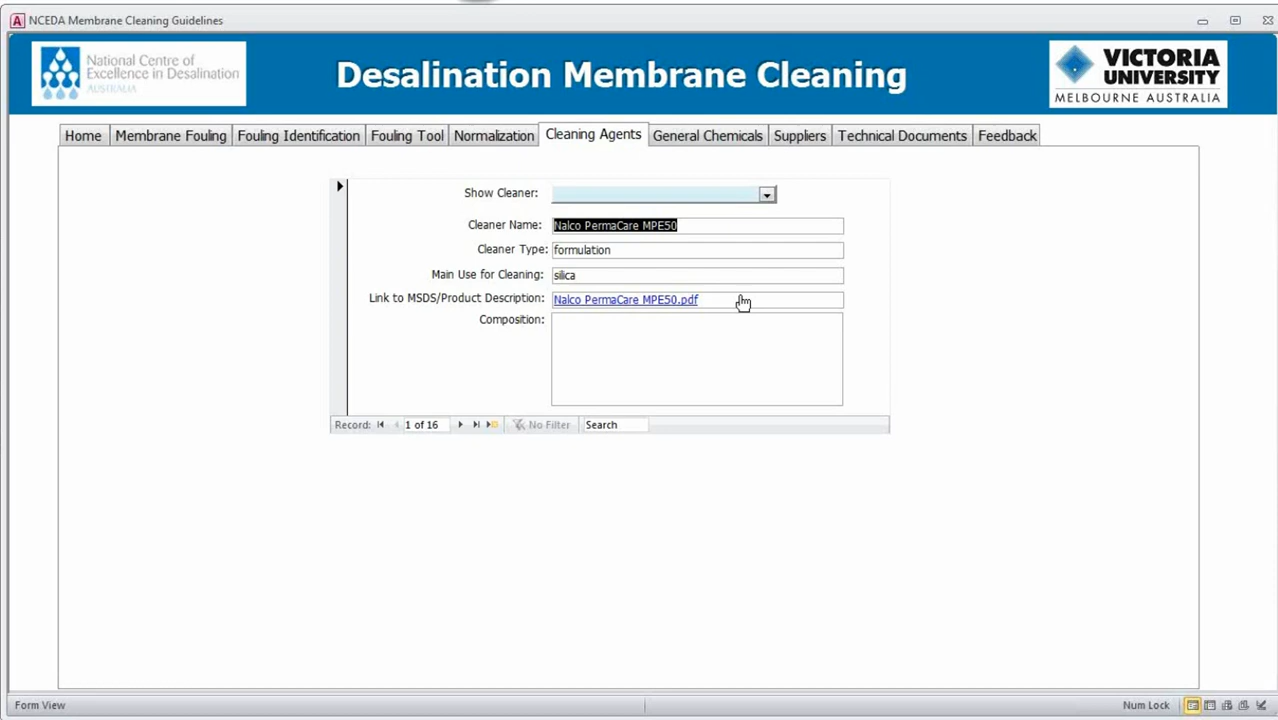 NCEDA Membrane Cleaning Guidelines
National Centre of
Excellence in Desalination
AUSTRALIA
Desalination Membrane Cleaning
VICTORIA
UNIVERSITY
MELBOURNE AUSTRALIA
Home Membrane Fouling Fouling Identification Fouling Tool Normalization Cleaning Agents General Chemicals Suppliers Technical Documents Feedback
Show Cleaner:
Cleaner Name: Nalco PermaCare MPE50
Cleaner Type: formulation
Main Use for Cleaning: silica
Link to MSDS/Product Description: Nalco PermaCare MPE50.pdf
Composition:
Record: 1 of 16 No Filter Search
Form View Num Lock